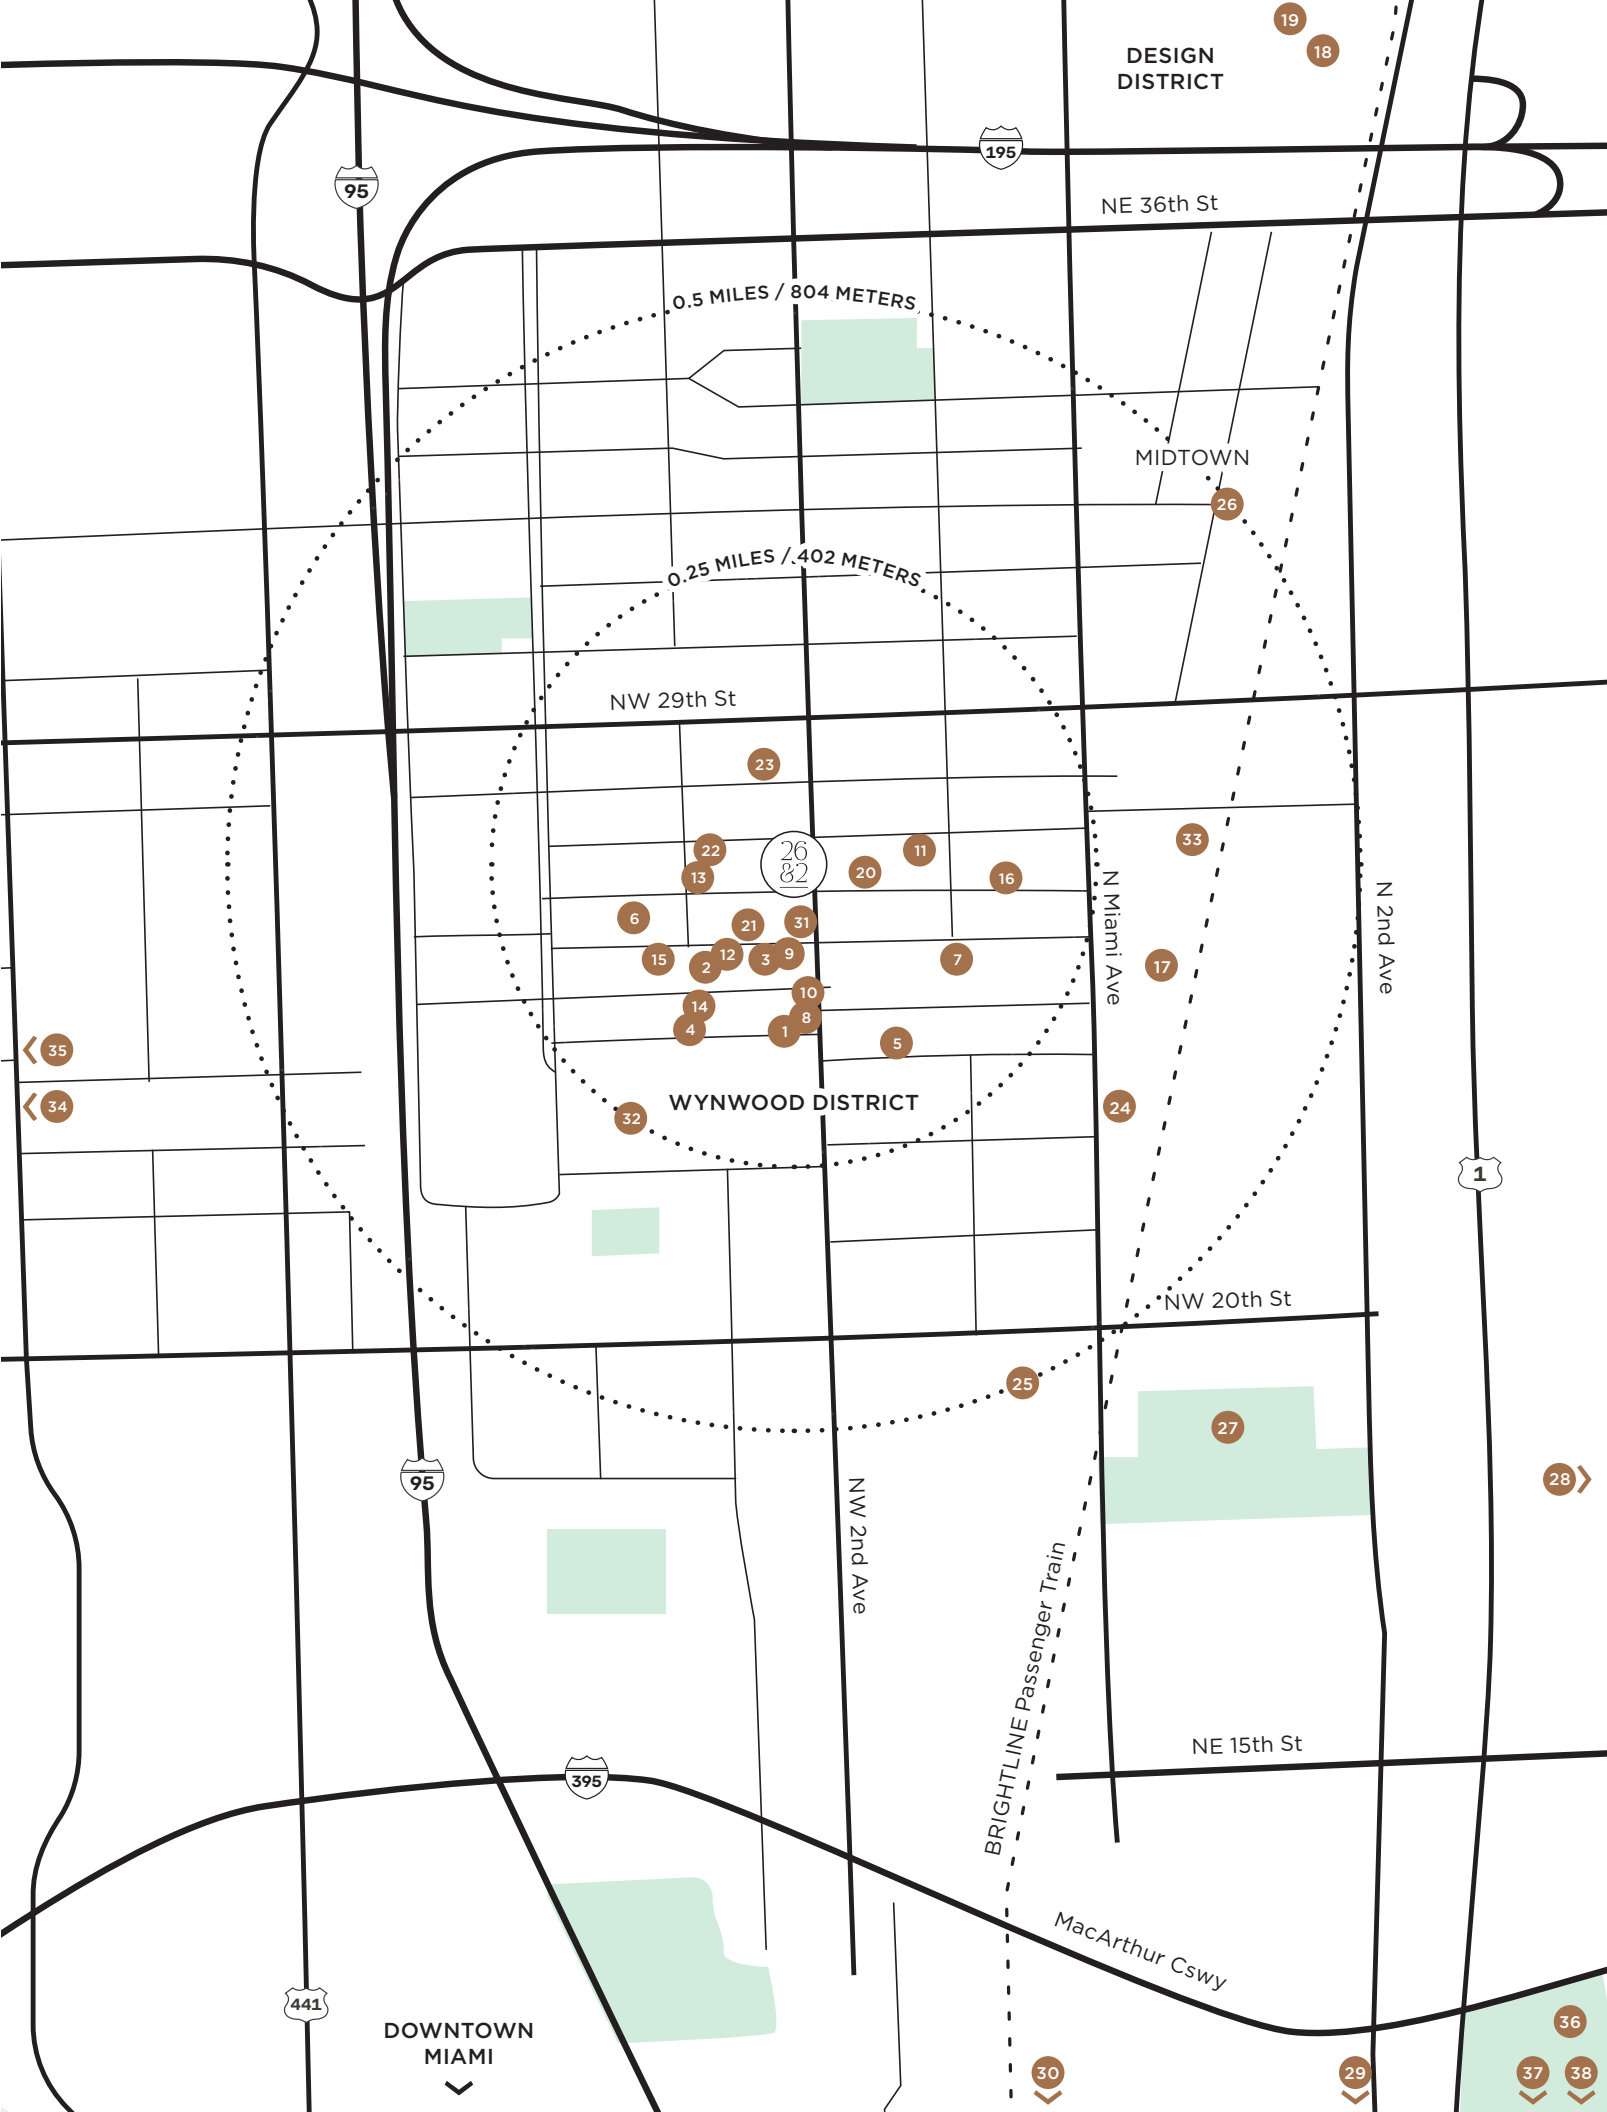 19
18
DESIGN
DISTRICT
195
95
NE 36th St
0.5 MILES / 804 METERS
MIDTOWN
26
0.25 MILES / 402 METERS
NW 29th St
23
33
22
11
26
&2
20
13
16
N Miami Ave
N 2nd Ave
6
21
31
15
2
12
3
9
7
17
10
14
8
4
1
5
35
34
WYNWOOD DISTRICT
32
24
1
NW 20th St
25
27
95
28
NW 2nd Ave
BRIGHTLINE Passenger Train
NE 15th St
395
MacArthur Cswy
441
DOWNTOWN
MIAMI
36
30
29
37
38